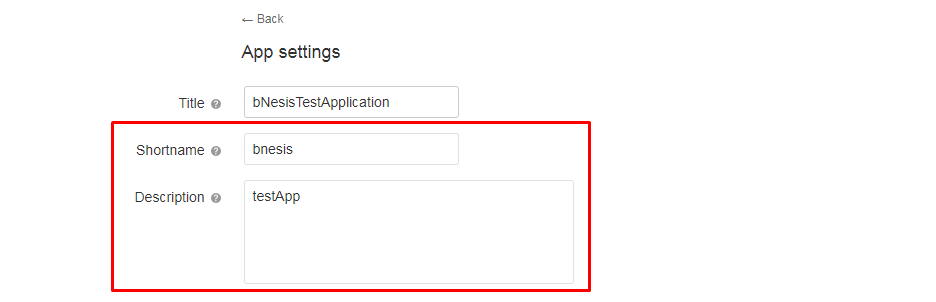 ← Back
App settings
Title ? bNesisTestApplication
Shortname ? bnesis
Description ? testApp